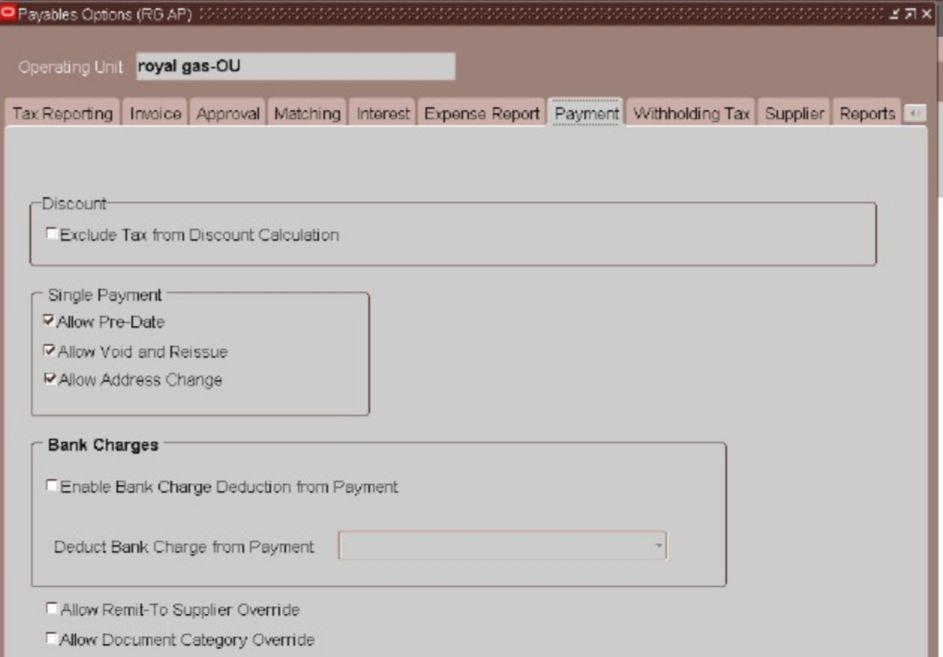 Payables Options (RG AP)
Operating Unit royal gas-OU
Tax Reporting Invoice Approval Matching Interest Expense Report Payment Withholding Tax Supplier Reports
Discount
Exclude Tax from Discount Calculation
Single Payment
Allow Pre-Date
Allow Void and Reissue
Allow Address Change
Bank Charges
Enable Bank Charge Deduction from Payment
Deduct Bank Charge from Payment
Allow Remit-To Supplier Override
Allow Document Category Override